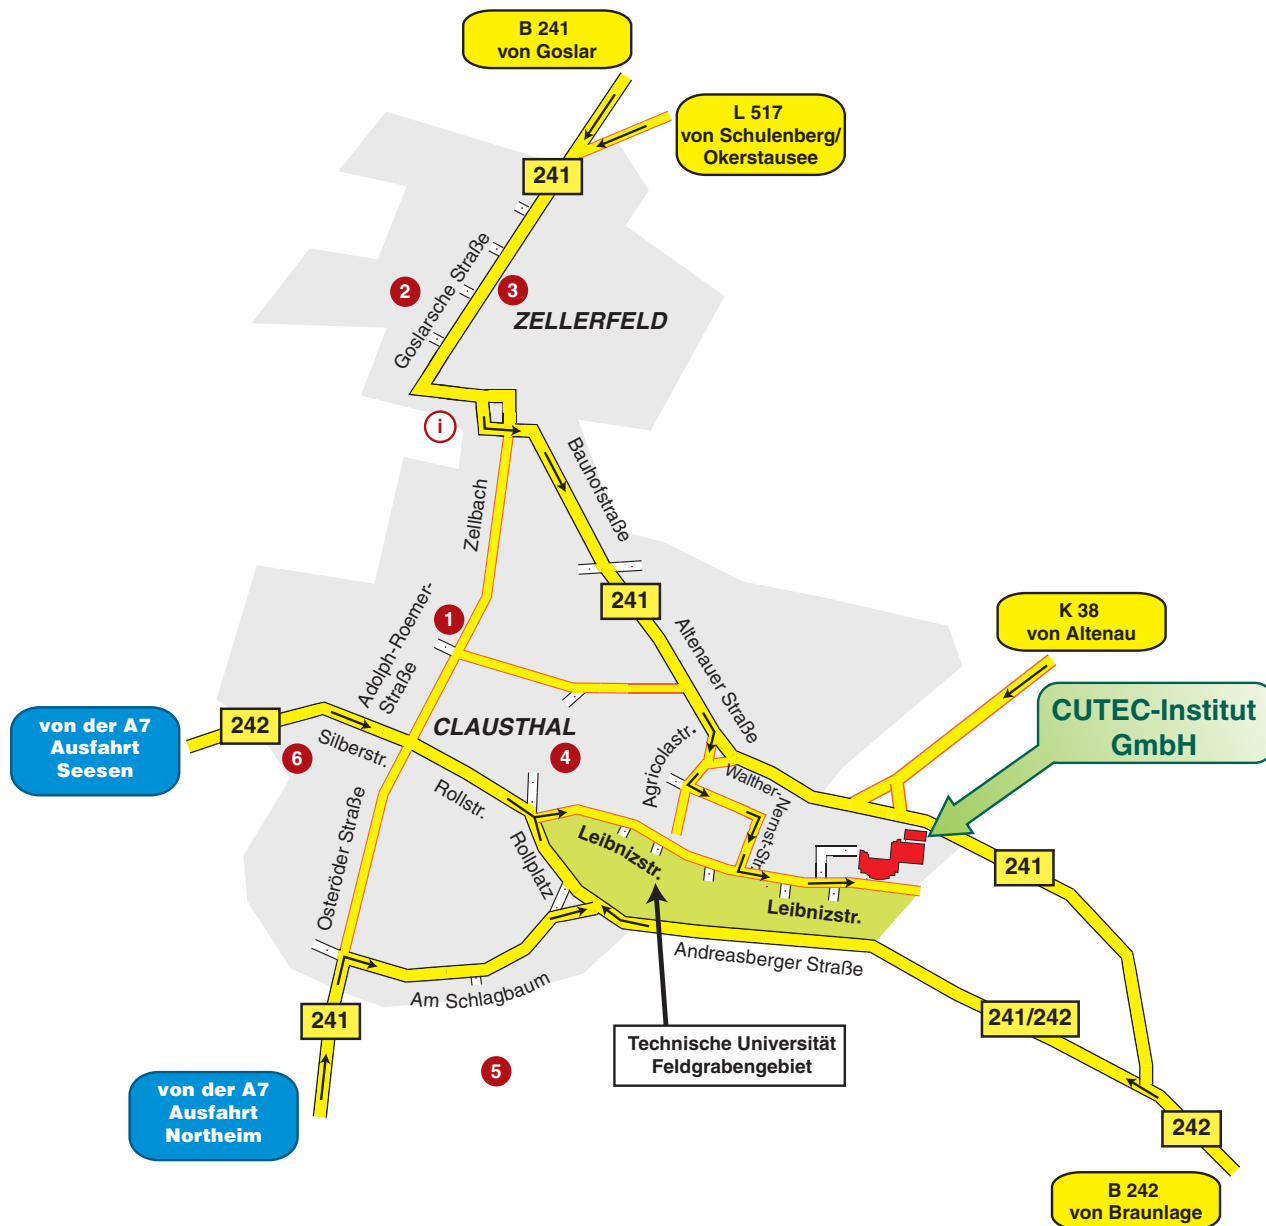 B 241
von Goslar
L 517
von Schulenberg/
Okerstausee
241
Goslarsche Straße
2
3
ZELLERFELD
i
Bauhofstraße
Zellbach
241
K 38
von Altenau
1
Adolph-Roemer-
Straße
Altenauer Straße
CUTEC-Institut
GmbH
von der A7
Ausfahrt
Seesen
242
Silberstr.
6
CLAUSTHAL
4
Agricolastr.
Walther-Nernst-Str.
Rollstr.
Rollplatz
Leibnizstr.
Leibnizstr.
241
Osteröder Straße
Andreasberger Straße
Am Schlagbaum
241
241/242
Technische Universität
Feldgrabengebiet
5
von der A7
Ausfahrt
Northeim
242
B 242
von Braunlage